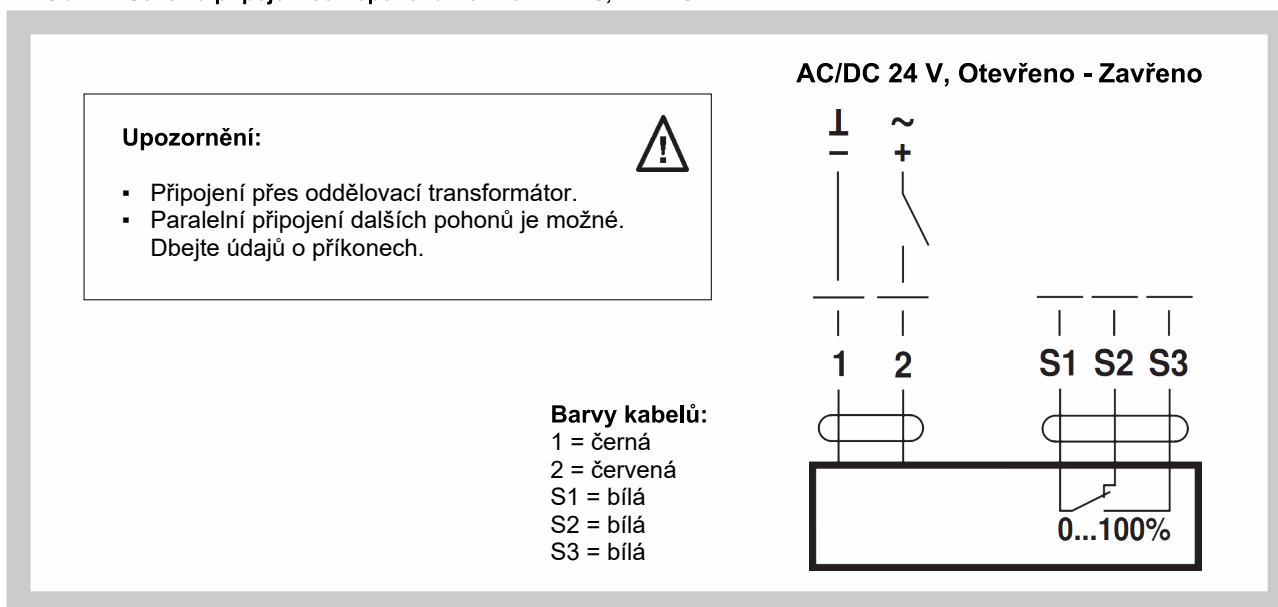 AC/DC 24 V, Otevřeno - Zavřeno
Upozornění:
▪ Připojení přes oddělovací transformátor.
▪ Paralelní připojení dalších pohonů je možné.
Dbejte údajů o příkonech.
⊥ ~
− +
1 2 S1 S2 S3
Barvy kabelů:
1 = černá
2 = červená
S1 = bílá
S2 = bílá
S3 = bílá
0...100%